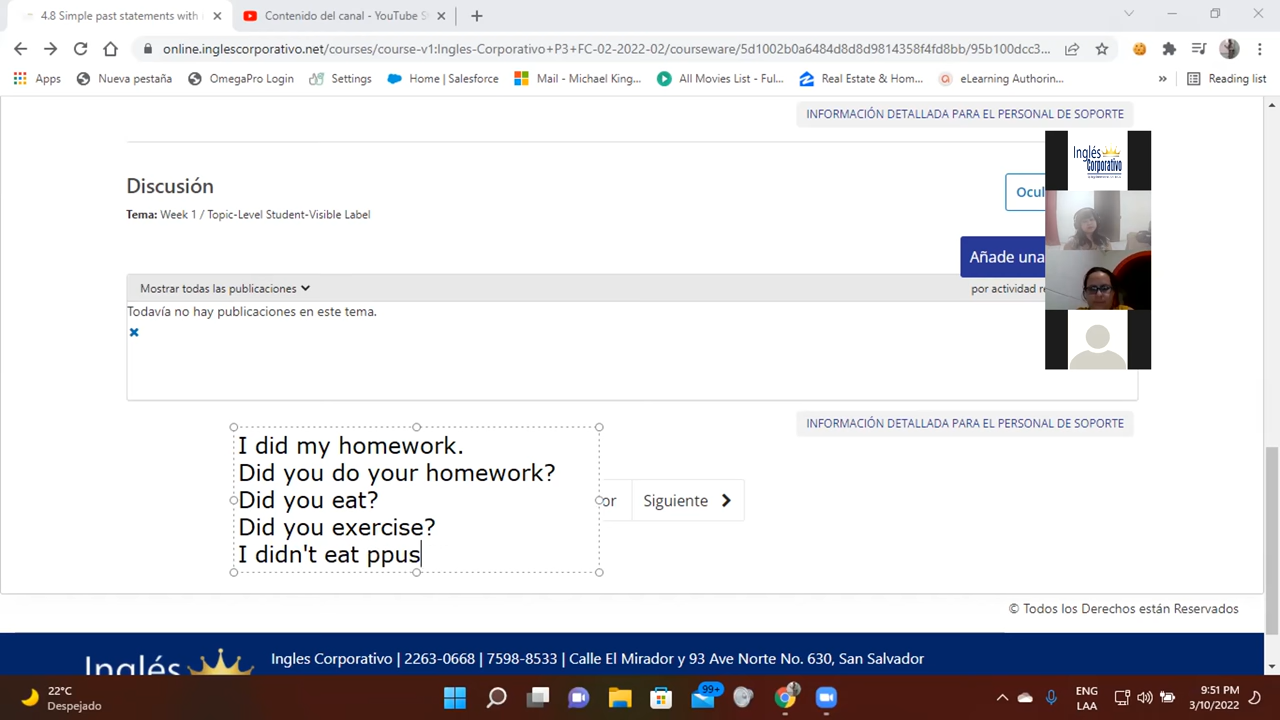 4.8 Simple past statements with
Contenido del canal - YouTube S
online.inglescorporativo.net/courses/course-v1:Ingles-Corporativo+P3+FC-02-2022-02/courseware/5d1002b0a6484d8d8d9814358f4fd8bb/95b100dcc3...
Apps
Nueva pestaña
OmegaPro Login
Settings
Home | Salesforce
Mail - Michael King...
All Movies List - Ful...
Real Estate & Hom...
eLearning Authorin...
»
Reading list
INFORMACIÓN DETALLADA PARA EL PERSONAL DE SOPORTE
Inglés
Corporativo
Discusión
Ocul
Tema: Week 1 / Topic-Level Student-Visible Label
Añade una
Mostrar todas las publicaciones
por actividad re
Todavía no hay publicaciones en este tema.
INFORMACIÓN DETALLADA PARA EL PERSONAL DE SOPORTE
I did my homework.
Did you do your homework?
Did you eat?
Did you exercise?
I didn't eat ppus
or
Siguiente
© Todos los Derechos están Reservados
Inglés
Ingles Corporativo | 2263-0668 | 7598-8533 | Calle El Mirador y 93 Ave Norte No. 630, San Salvador
22°C
Despejado
99+
ENG
LAA
9:51 PM
3/10/2022